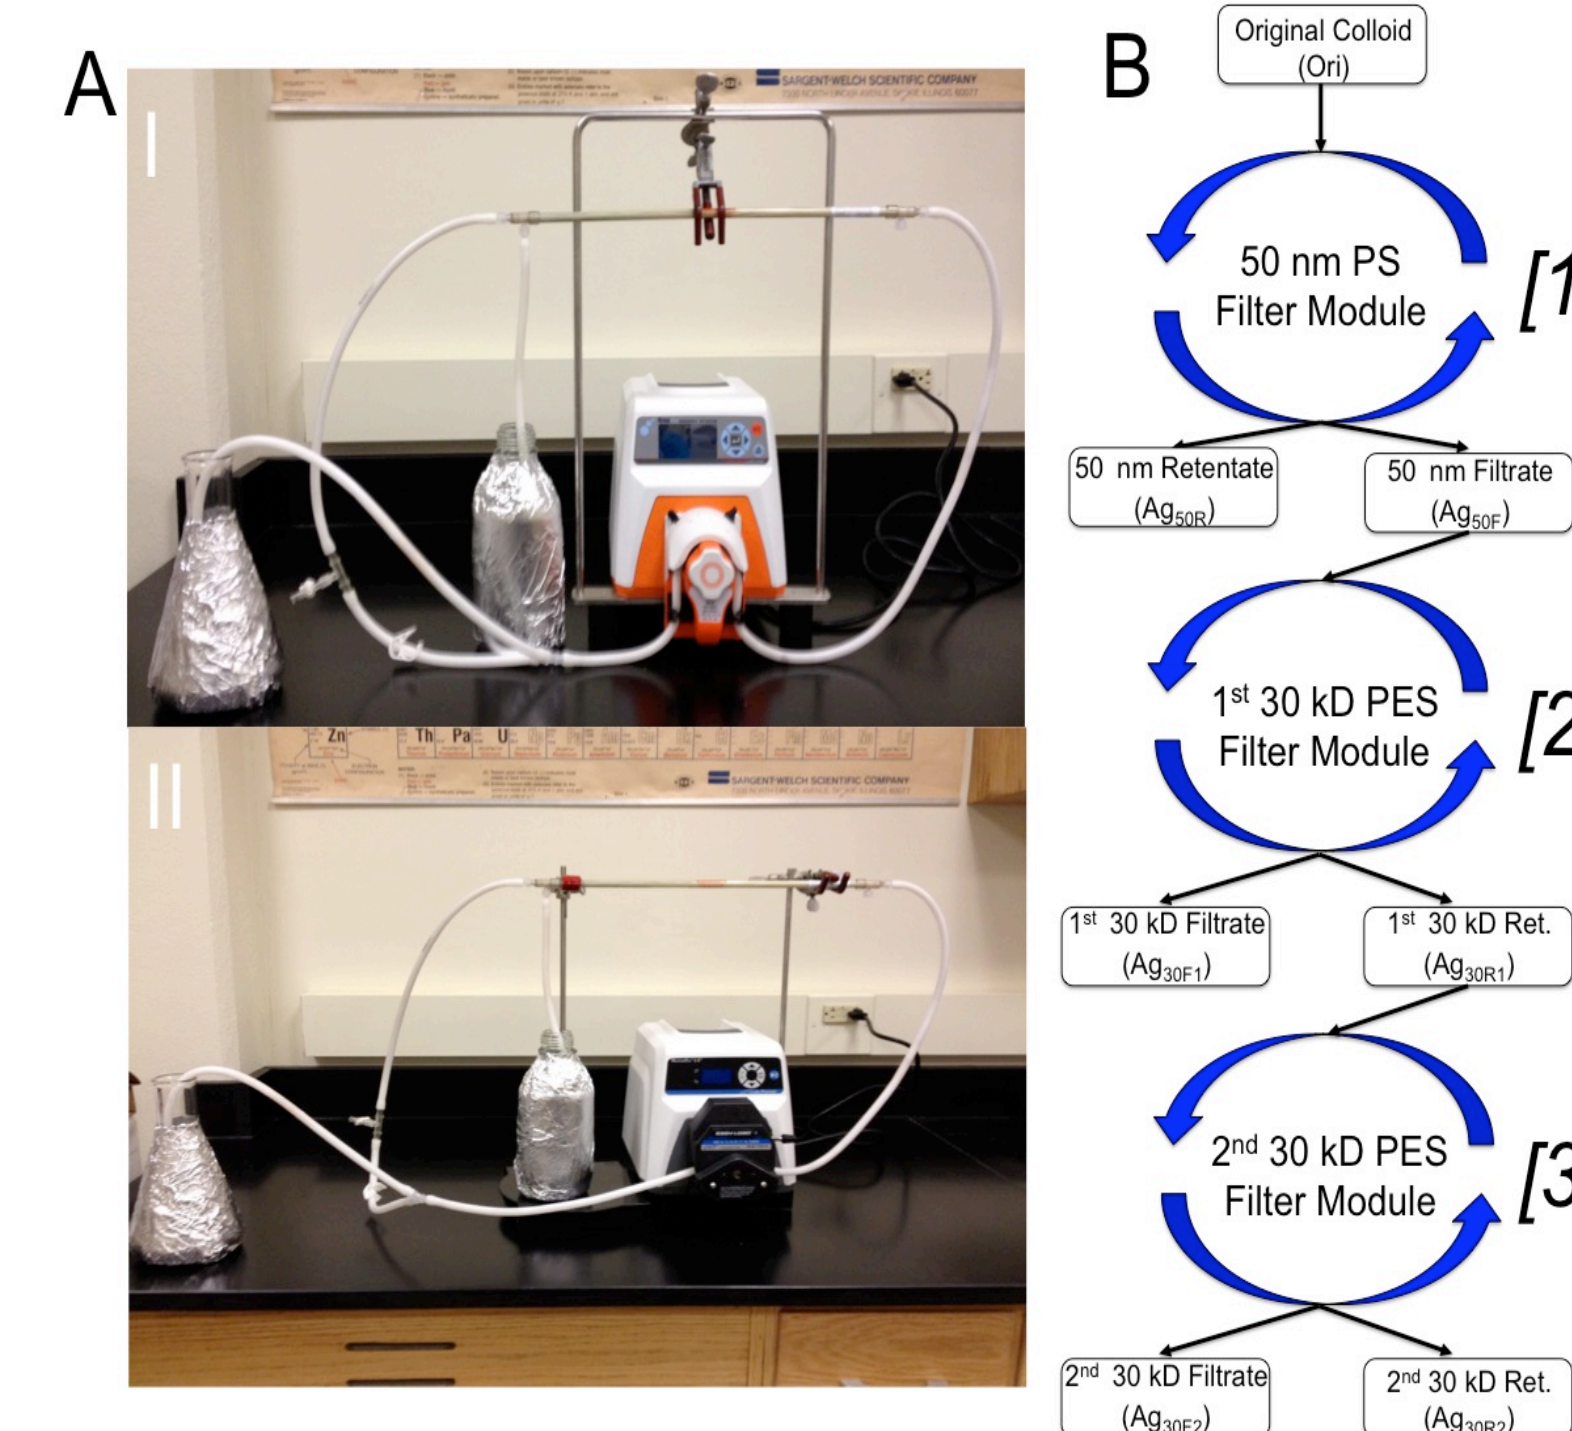 A
I
SARGENT-WELCH SCIENTIFIC COMPANY
II
Zn
Th Pa U
SARGENT-WELCH SCIENTIFIC COMPANY
B
Original Colloid
(Ori)
50 nm PS
Filter Module
[1
50 nm Retentate
(Ag50R)
50 nm Filtrate
(Ag50F)
1st 30 kD PES
Filter Module
[2
1st 30 kD Filtrate
(Ag30F1)
1st 30 kD Ret.
(Ag30R1)
2nd 30 kD PES
Filter Module
[3
2nd 30 kD Filtrate
(Ag30F2)
2nd 30 kD Ret.
(Ag30R2)